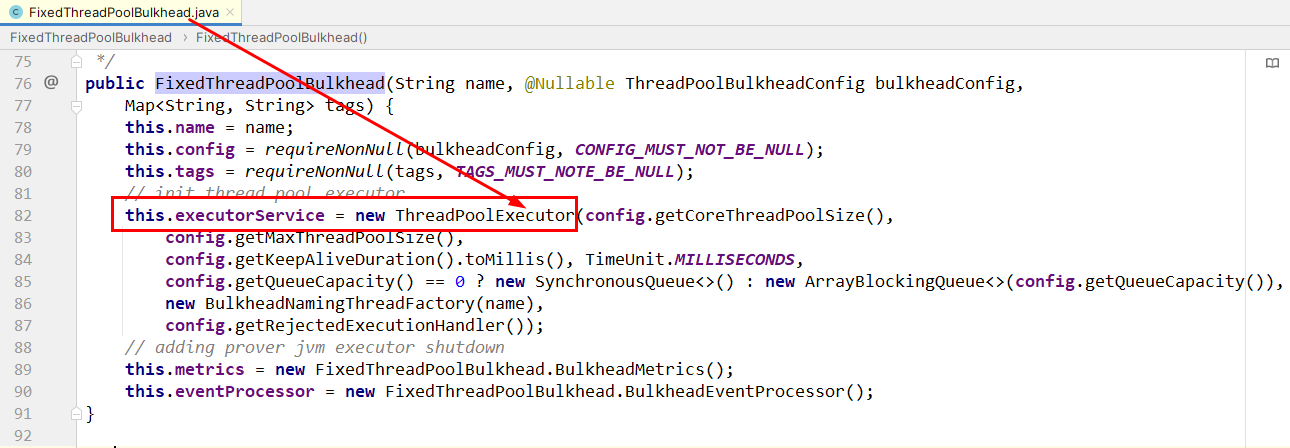 FixedThreadPoolBulkhead.java ×
FixedThreadPoolBulkhead › FixedThreadPoolBulkhead()
75 */
76 @ public FixedThreadPoolBulkhead(String name, @Nullable ThreadPoolBulkheadConfig bulkheadConfig,
77 Map<String, String> tags) {
78 this.name = name;
79 this.config = requireNonNull(bulkheadConfig, CONFIG_MUST_NOT_BE_NULL);
80 this.tags = requireNonNull(tags, TAGS_MUST_NOTE_BE_NULL);
81 // init thread pool executor
82 this.executorService = new ThreadPoolExecutor(config.getCoreThreadPoolSize(),
83 config.getMaxThreadPoolSize(),
84 config.getKeepAliveDuration().toMillis(), TimeUnit.MILLISECONDS,
85 config.getQueueCapacity() == 0 ? new SynchronousQueue<>() : new ArrayBlockingQueue<>(config.getQueueCapacity()),
86 new BulkheadNamingThreadFactory(name),
87 config.getRejectedExecutionHandler());
88 // adding prover jvm executor shutdown
89 this.metrics = new FixedThreadPoolBulkhead.BulkheadMetrics();
90 this.eventProcessor = new FixedThreadPoolBulkhead.BulkheadEventProcessor();
91 }
92